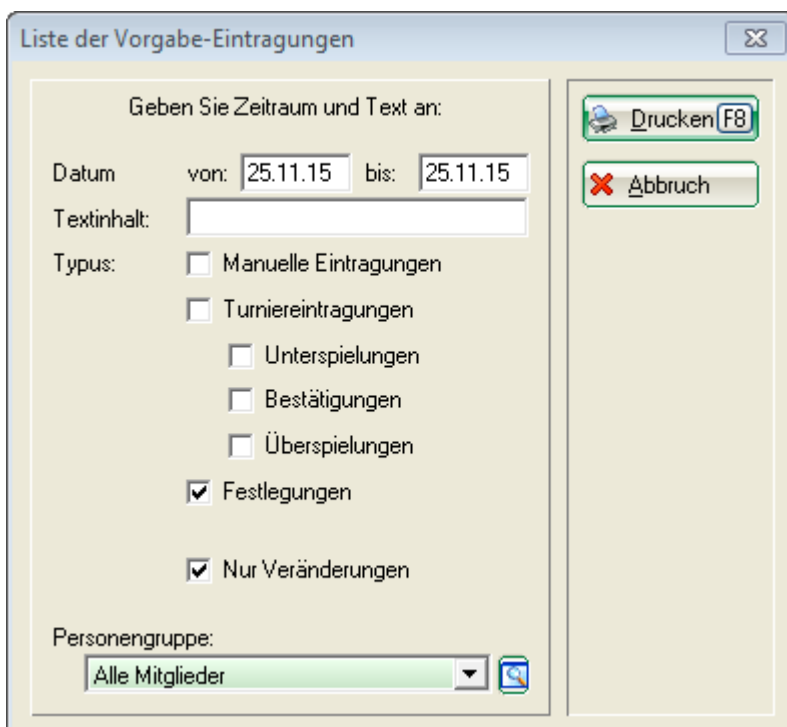 Liste der Vorgabe-Eintragungen
Geben Sie Zeitraum und Text an:
Datum von: 25.11.15 bis: 25.11.15
Textinhalt:
Typus: Manuelle Eintragungen
Turniereintragungen
Unterspielungen
Bestätigungen
Überspielungen
Festlegungen
Nur Veränderungen
Personengruppe:
Alle Mitglieder
Drucken F8
Abbruch